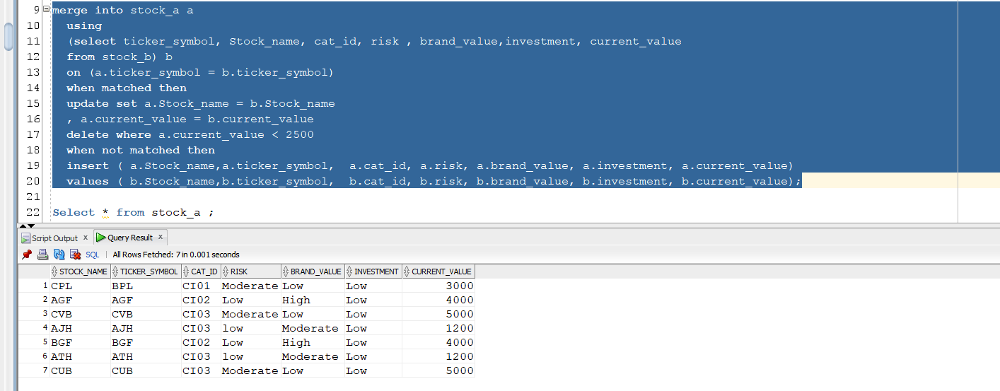 9 merge into stock_a a
10 using
11 (select ticker_symbol, Stock_name, cat_id, risk , brand_value,investment, current_value
12 from stock_b) b
13 on (a.ticker_symbol = b.ticker_symbol)
14 when matched then
15 update set a.Stock_name = b.Stock_name
16 , a.current_value = b.current_value
17 delete where a.current_value < 2500
18 when not matched then
19 insert ( a.Stock_name,a.ticker_symbol,  a.cat_id, a.risk, a.brand_value, a.investment, a.current_value)
20 values ( b.Stock_name,b.ticker_symbol,  b.cat_id, b.risk, b.brand_value, b.investment, b.current_value);
21
22 Select * from stock_a ;
Script Output x Query Result x
SQL | All Rows Fetched: 7 in 0.001 seconds
STOCK_NAME TICKER_SYMBOL CAT_ID RISK BRAND_VALUE INVESTMENT CURRENT_VALUE
1 CPL BPL CI01 Moderate Low Low 3000
2 AGF AGF CI02 Low High Low 4000
3 CVB CVB CI03 Moderate Low Low 5000
4 AJH AJH CI03 low Moderate Low 1200
5 BGF BGF CI02 Low High Low 4000
6 ATH ATH CI03 low Moderate Low 1200
7 CUB CUB CI03 Moderate Low Low 5000